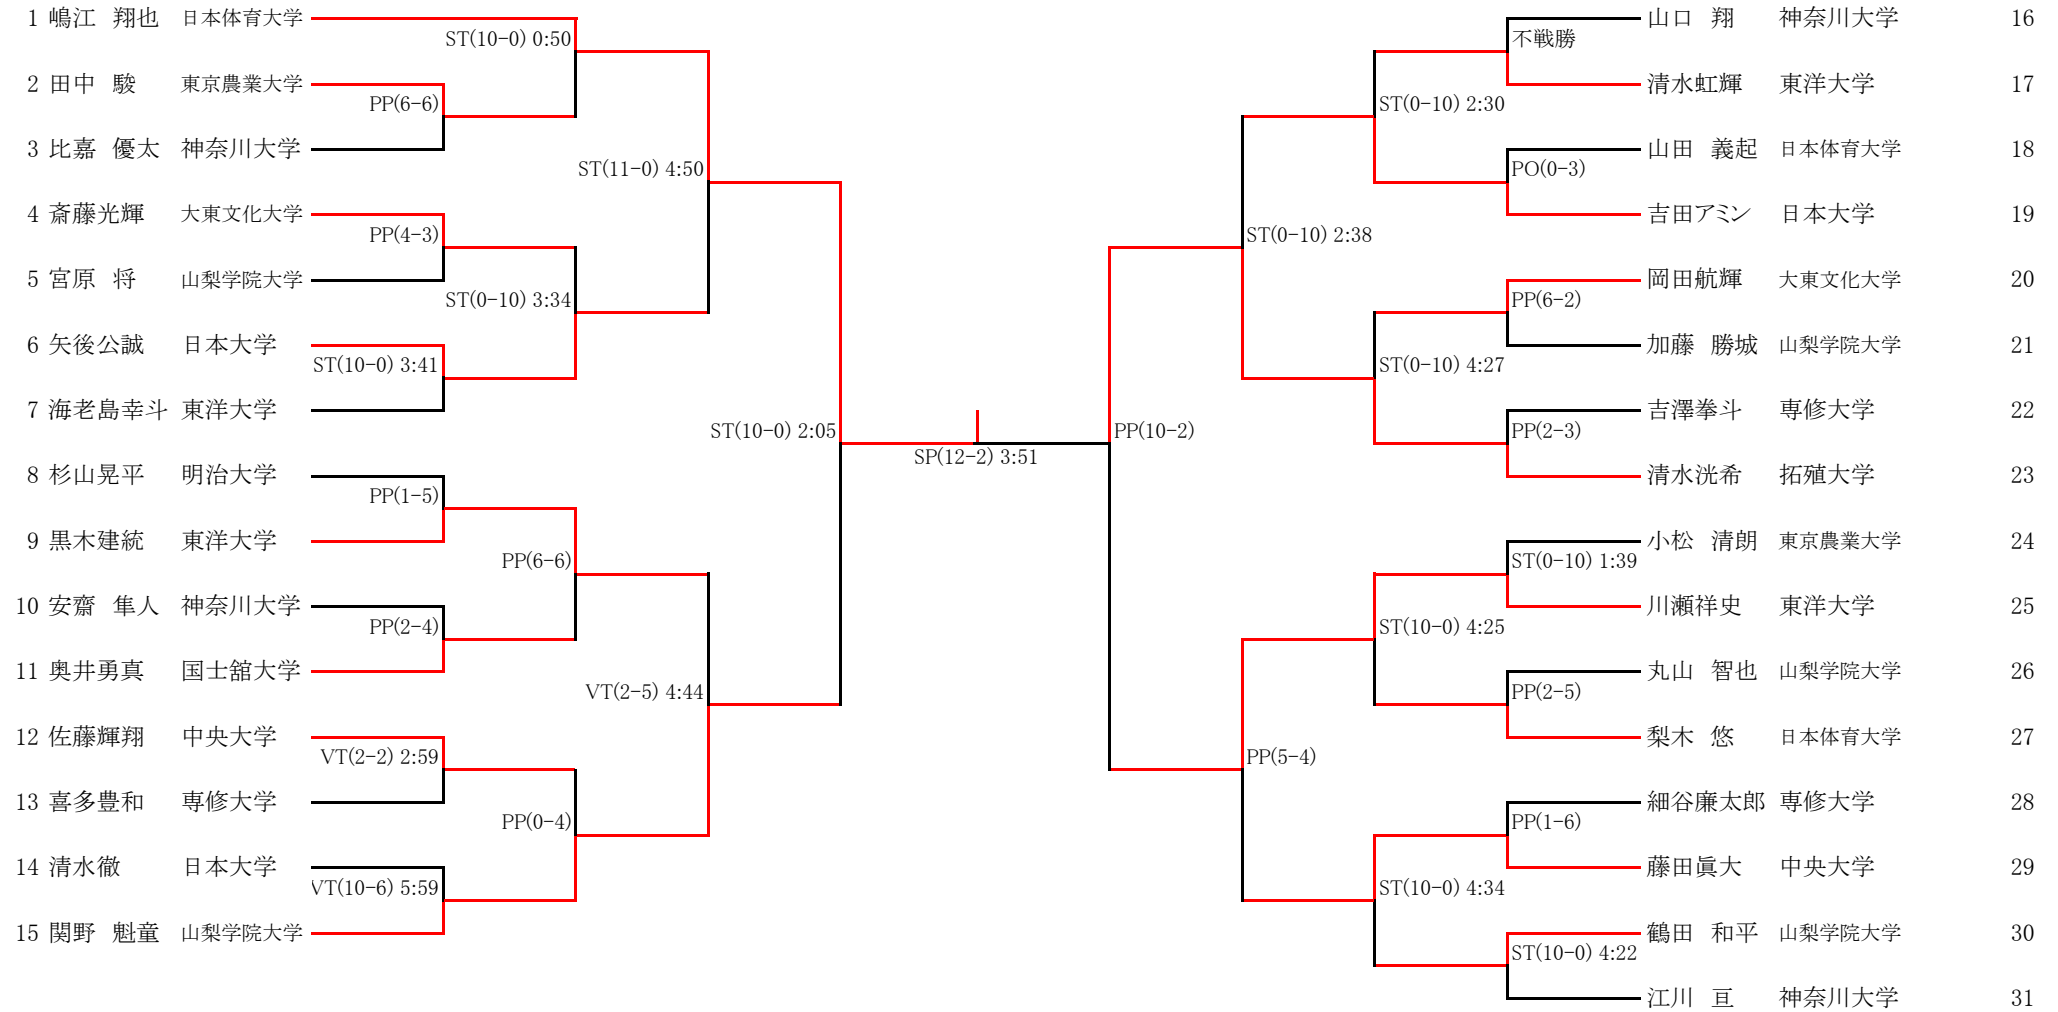 1 嶋江 翔也 日本体育大学
ST(10-0) 0:50
2 田中 駿 東京農業大学
PP(6-6)
3 比嘉 優太 神奈川大学
ST(11-0) 4:50
4 斎藤光輝 大東文化大学
PP(4-3)
5 宮原 将 山梨学院大学
ST(0-10) 3:34
6 矢後公誠 日本大学
ST(10-0) 3:41
7 海老島幸斗 東洋大学
ST(10-0) 2:05
8 杉山晃平 明治大学
PP(1-5)
9 黒木建統 東洋大学
PP(6-6)
10 安齋 隼人 神奈川大学
PP(2-4)
11 奥井勇真 国士舘大学
VT(2-5) 4:44
12 佐藤輝翔 中央大学
VT(2-2) 2:59
13 喜多豊和 専修大学
PP(0-4)
14 清水徹 日本大学
VT(10-6) 5:59
15 関野 魁童 山梨学院大学
SP(12-2) 3:51
山口 翔 神奈川大学 16
不戦勝
清水虹輝 東洋大学 17
ST(0-10) 2:30
山田 義起 日本体育大学 18
PO(0-3)
吉田アミン 日本大学 19
ST(0-10) 2:38
岡田航輝 大東文化大学 20
PP(6-2)
加藤 勝城 山梨学院大学 21
ST(0-10) 4:27
吉澤拳斗 専修大学 22
PP(2-3)
PP(10-2)
清水洸希 拓殖大学 23
小松 清朗 東京農業大学 24
ST(0-10) 1:39
川瀬祥史 東洋大学 25
ST(10-0) 4:25
丸山 智也 山梨学院大学 26
PP(2-5)
梨木 悠 日本体育大学 27
PP(5-4)
細谷廉太郎 専修大学 28
PP(1-6)
藤田眞大 中央大学 29
ST(10-0) 4:34
鶴田 和平 山梨学院大学 30
ST(10-0) 4:22
江川 亘 神奈川大学 31